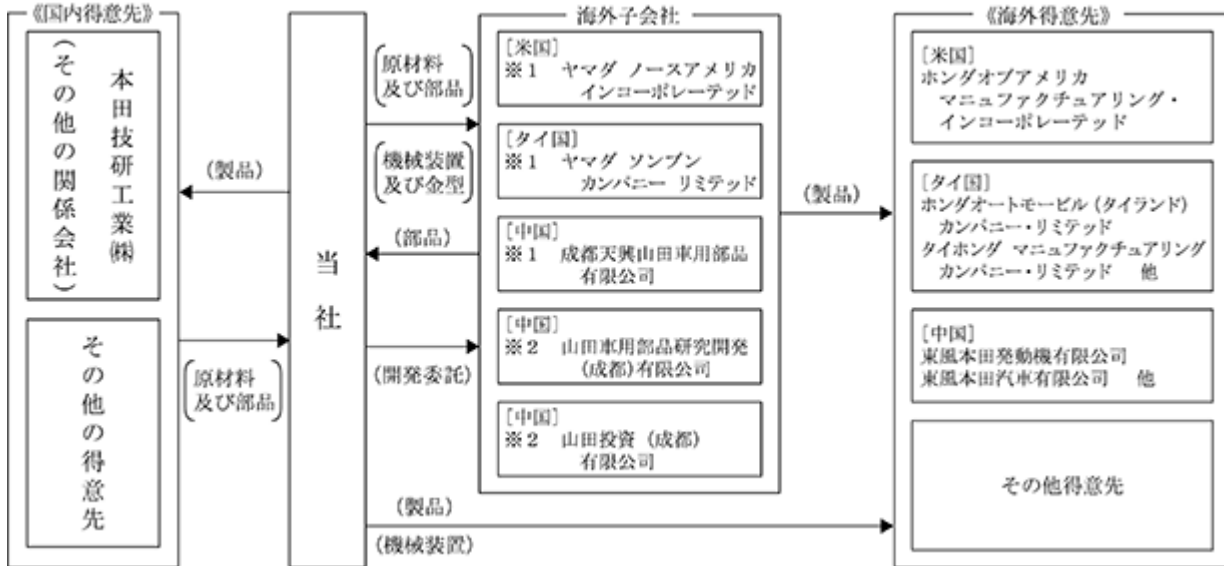 《国内得意先》
本田技研工業㈱
(その他の関係会社)
その他の得意先
(製品)
原材料
及び部品
当社
原材料
及び部品
機械装置
及び金型
(部品)
(開発委託)
(製品)
(機械装置)
海外子会社
[米国]
※1 ヤマダ ノースアメリカ
インコーポレーテッド
[タイ国]
※1 ヤマダ ソンブン
カンパニー リミテッド
[中国]
※1 成都天興山田車用部品
有限公司
[中国]
※2 山田車用部品研究開発
(成都)有限公司
[中国]
※2 山田投資 (成都)
有限公司
(製品)
《海外得意先》
[米国]
ホンダオブアメリカ
マニュファクチュアリング・
インコーポレーテッド
[タイ国]
ホンダオートモービル (タイランド)
カンパニー・リミテッド
タイホンダ マニュファクチュアリング
カンパニー・リミテッド 他
[中国]
東風本田発動機有限公司
東風本田汽車有限公司 他
その他得意先